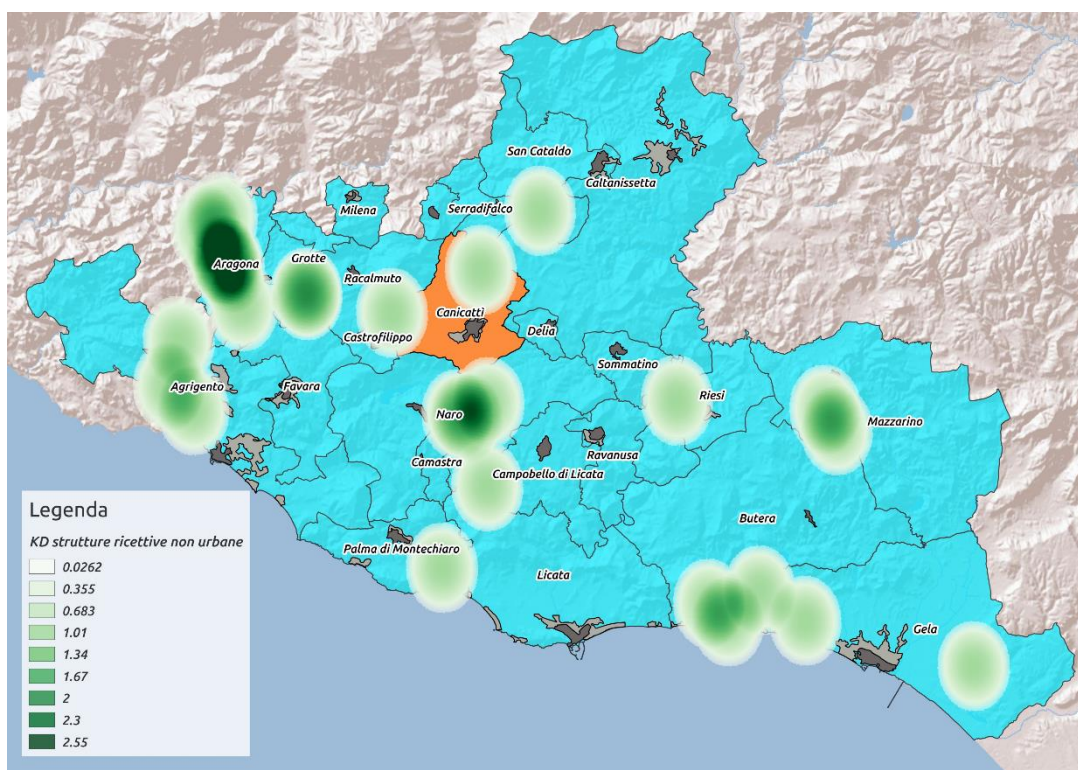 San Cataldo
Caltanissetta
Milena
Serradifalco
Aragona
Grotte
Racalmuto
Canicattì
Castrofilippo
Delia
Sommatino
Agrigento
Favara
Riesi
Naro
Mazzarino
Camastra
Ravanusa
Campobello di Licata
Butera
Palma di Montechiaro
Licata
Gela
Legenda
KD strutture ricettive non urbane
0.0262
0.355
0.683
1.01
1.34
1.67
2
2.3
2.55